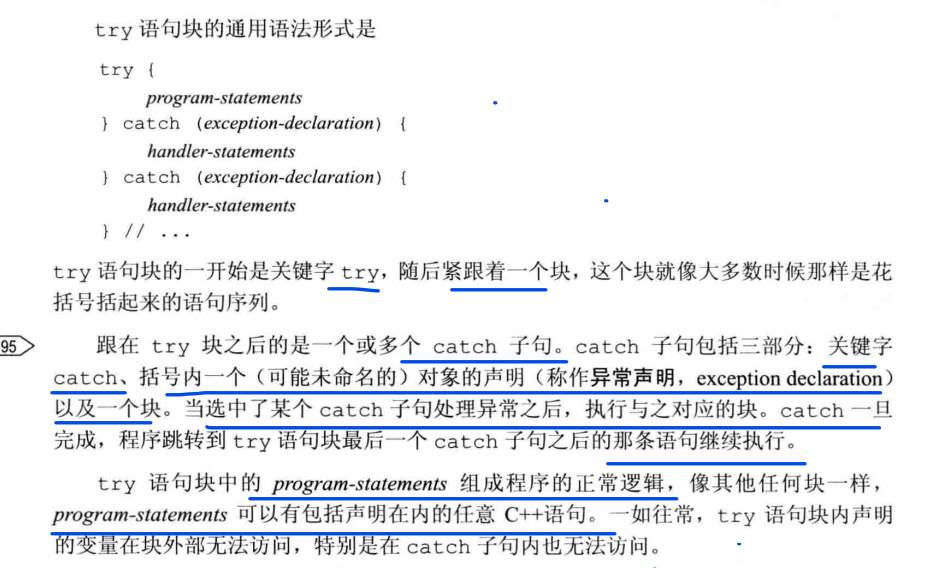 try 语句块的通用语法形式是
try {
program-statements
} catch (exception-declaration) {
handler-statements
} catch (exception-declaration) {
handler-statements
} // ...
try 语句块的一开始是关键字 try，随后紧跟着一个块，这个块就像大多数时候那样是花
括号括起来的语句序列。
95
跟在 try 块之后的是一个或多个 catch 子句。catch 子句包括三部分：关键字
catch、括号内一个（可能未命名的）对象的声明（称作异常声明，exception declaration）
以及一个块。当选中了某个 catch 子句处理异常之后，执行与之对应的块。catch 一旦
完成，程序跳转到 try 语句块最后一个 catch 子句之后的那条语句继续执行。
try 语句块中的 program-statements 组成程序的正常逻辑，像其他任何块一样，
program-statements 可以有包括声明在内的任意 C++语句。一如往常，try 语句块内声明
的变量在块外部无法访问，特别是在 catch 子句内也无法访问。